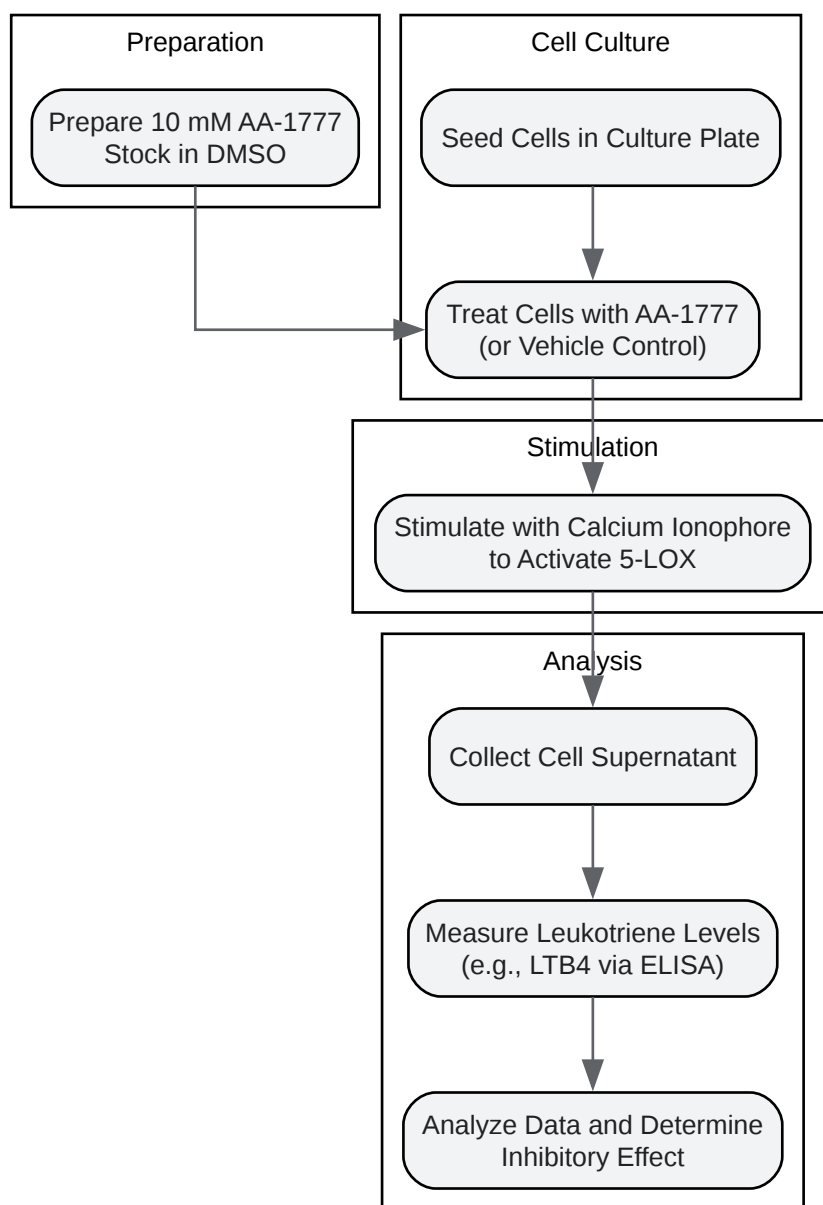 Preparation
Prepare 10 mM AA-1777
Stock in DMSO
Cell Culture
Seed Cells in Culture Plate
Treat Cells with AA-1777
(or Vehicle Control)
Stimulation
Stimulate with Calcium Ionophore
to Activate 5-LOX
Analysis
Collect Cell Supernatant
Measure Leukotriene Levels
(e.g., LTB4 via ELISA)
Analyze Data and Determine
Inhibitory Effect